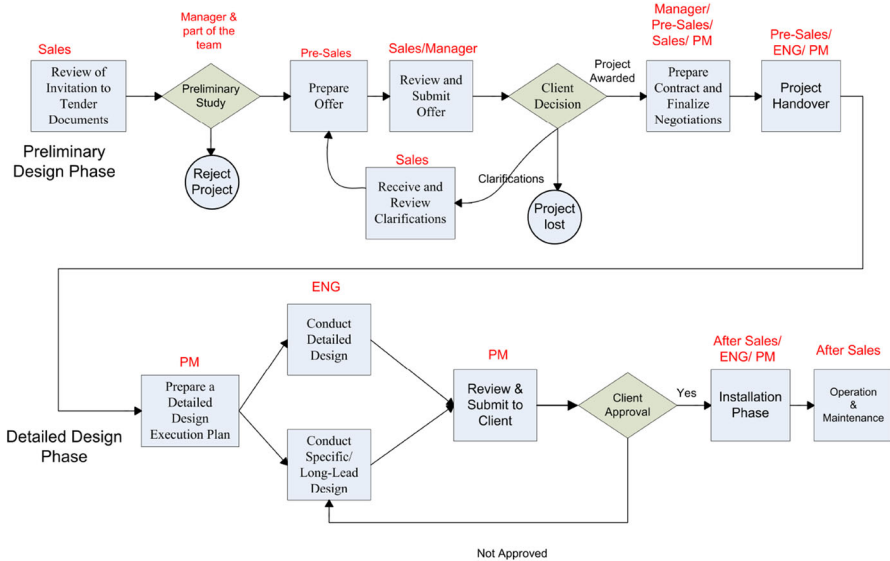 Manager &
part of the
team
Manager/
Pre-Sales/
Sales/ PM
Pre-Sales/
ENG/ PM
Sales
Pre-Sales
Sales/Manager
Review of
Invitation to
Tender
Documents
Preliminary
Study
Prepare
Offer
Review and
Submit
Offer
Client
Decision
Project
Awarded
Prepare
Contract and
Finalize
Negotiations
Project
Handover
Preliminary
Design Phase
Reject
Project
Sales
Receive and
Review
Clarifications
Clarifications
Project
lost
ENG
Conduct
Detailed
Design
PM
Prepare a
Detailed
Design
Execution Plan
PM
Review &
Submit to
Client
Client
Approval
Yes
After Sales/
ENG/ PM
Installation
Phase
After Sales
Operation
&
Maintenance
Detailed Design
Phase
Conduct
Specific/
Long-Lead
Design
Not Approved